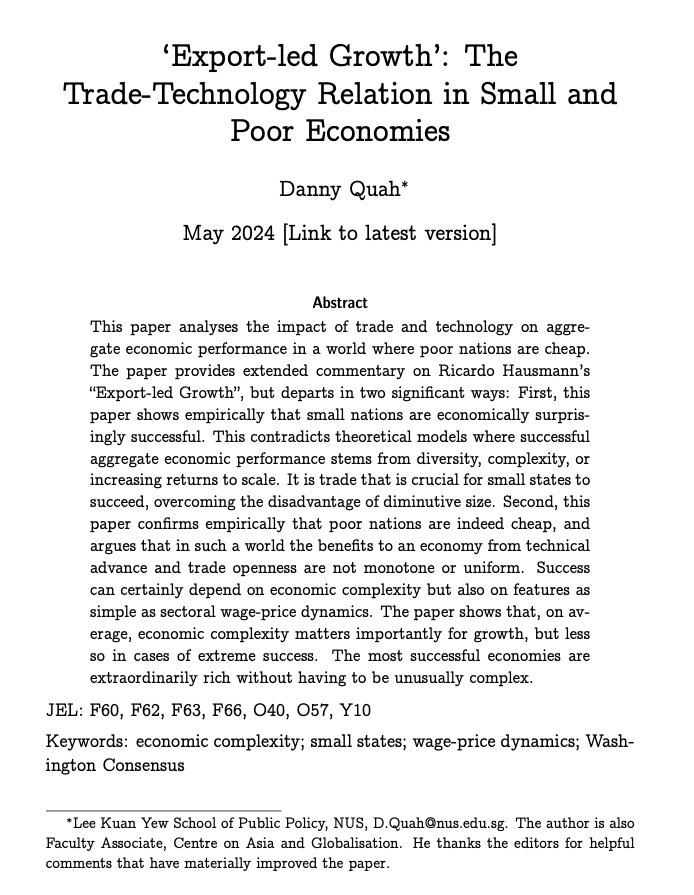 ‘Export-led Growth’: The
Trade-Technology Relation in Small and
Poor Economies
Danny Quah*
May 2024 [Link to latest version]
Abstract
This paper analyses the impact of trade and technology on aggre-
gate economic performance in a world where poor nations are cheap.
The paper provides extended commentary on Ricardo Hausmann’s
“Export-led Growth”, but departs in two significant ways: First, this
paper shows empirically that small nations are economically surpris-
ingly successful. This contradicts theoretical models where successful
aggregate economic performance stems from diversity, complexity, or
increasing returns to scale. It is trade that is crucial for small states to
succeed, overcoming the disadvantage of diminutive size. Second, this
paper confirms empirically that poor nations are indeed cheap, and
argues that in such a world the benefits to an economy from technical
advance and trade openness are not monotone or uniform. Success
can certainly depend on economic complexity but also on features as
simple as sectoral wage-price dynamics. The paper shows that, on av-
erage, economic complexity matters importantly for growth, but less
so in cases of extreme success. The most successful economies are
extraordinarily rich without having to be unusually complex.
JEL: F60, F62, F63, F66, O40, O57, Y10
Keywords: economic complexity; small states; wage-price dynamics; Wash-
ington Consensus
*Lee Kuan Yew School of Public Policy, NUS, D.Quah@nus.edu.sg. The author is also
Faculty Associate, Centre on Asia and Globalisation. He thanks the editors for helpful
comments that have materially improved the paper.